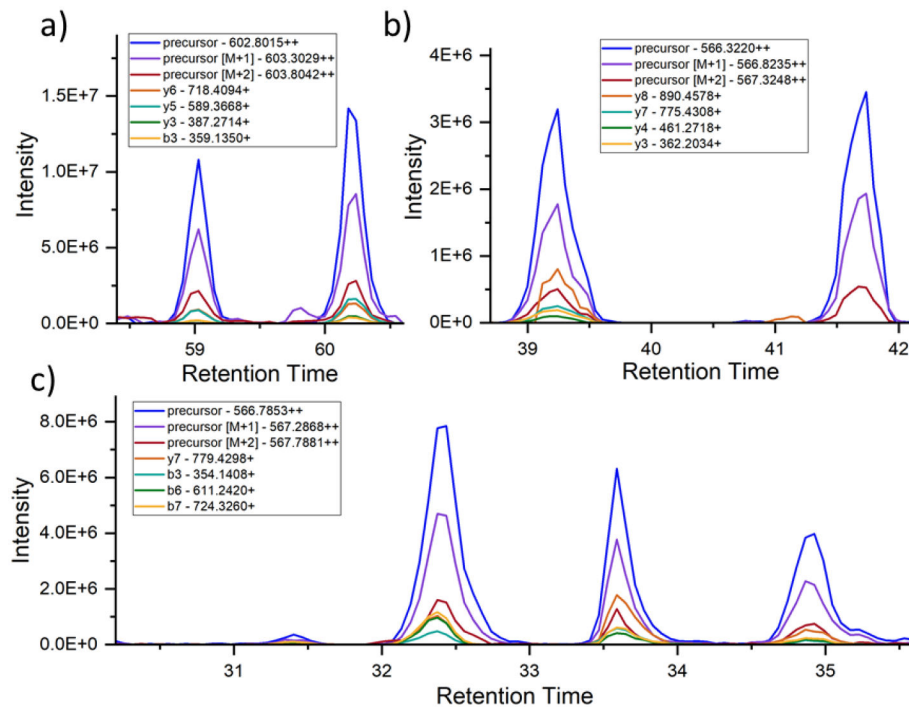 a)
precursor - 602.8015++
precursor [M+1] - 603.3029++
precursor [M+2] - 603.8042++
y6 - 718.4094+
y5 - 589.3668+
y3 - 387.2714+
b3 - 359.1350+
Intensity
1.5E+7
1.0E+7
5.0E+6
0.0E+0
59
60
Retention Time
b)
precursor - 566.3220++
precursor [M+1] - 566.8235++
precursor [M+2] - 567.3248++
y8 - 890.4578+
y7 - 775.4308+
y4 - 461.2718+
y3 - 362.2034+
Intensity
4E+6
3E+6
2E+6
1E+6
0E+0
39
40
41
42
Retention Time
c)
precursor - 566.7853++
precursor [M+1] - 567.2868++
precursor [M+2] - 567.7881++
y7 - 779.4298+
b3 - 354.1408+
b6 - 611.2420+
b7 - 724.3260+
Intensity
8.0E+6
6.0E+6
4.0E+6
2.0E+6
0.0E+0
31
32
33
34
35
Retention Time